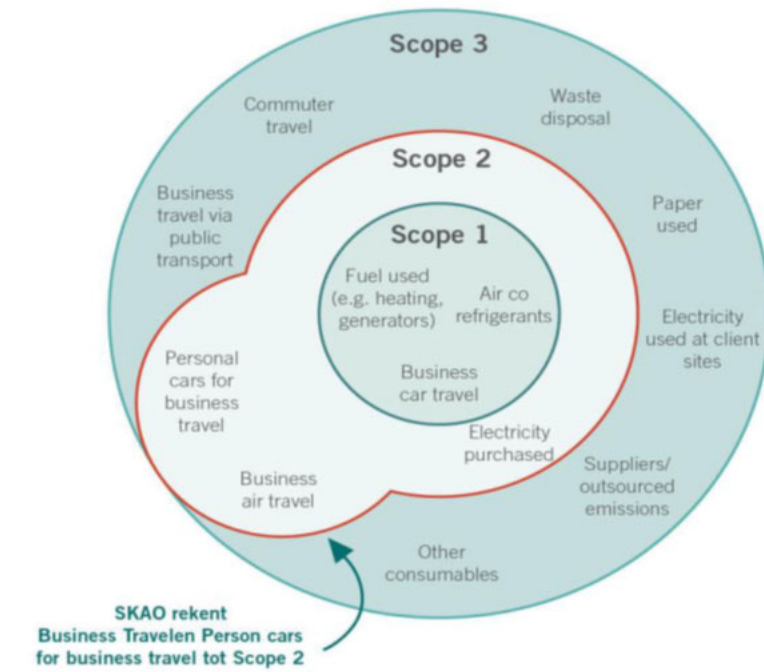 Scope 3
Commuter
travel
Waste
disposal
Scope 2
Business
travel via
public
transport
Paper
used
Scope 1
Fuel used
(e.g. heating,
generators)
Air co
refrigerants
Electricity
used at client
sites
Personal
cars for
business
travel
Business
car travel
Electricity
purchased
Suppliers/
outsourced
emissions
Business
air travel
Other
consumables
SKAO rekent
Business Travelen Person cars
for business travel tot Scope 2